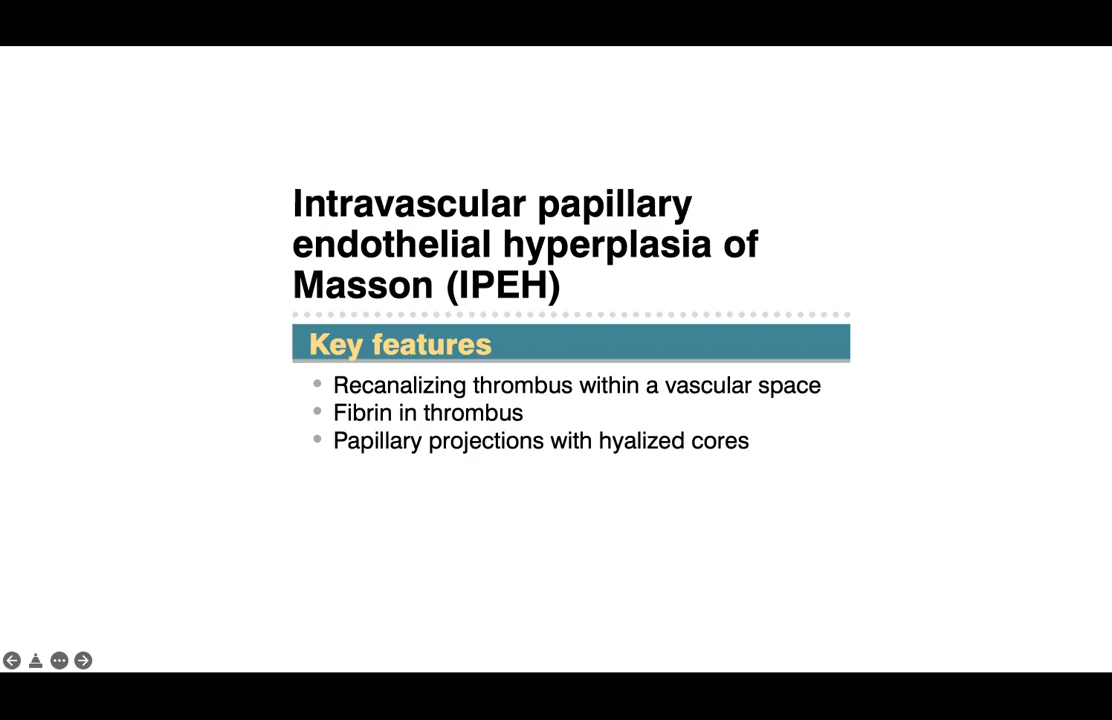 Intravascular papillary
endothelial hyperplasia of
Masson (IPEH)
Key features
• Recanalizing thrombus within a vascular space
• Fibrin in thrombus
• Papillary projections with hyalized cores